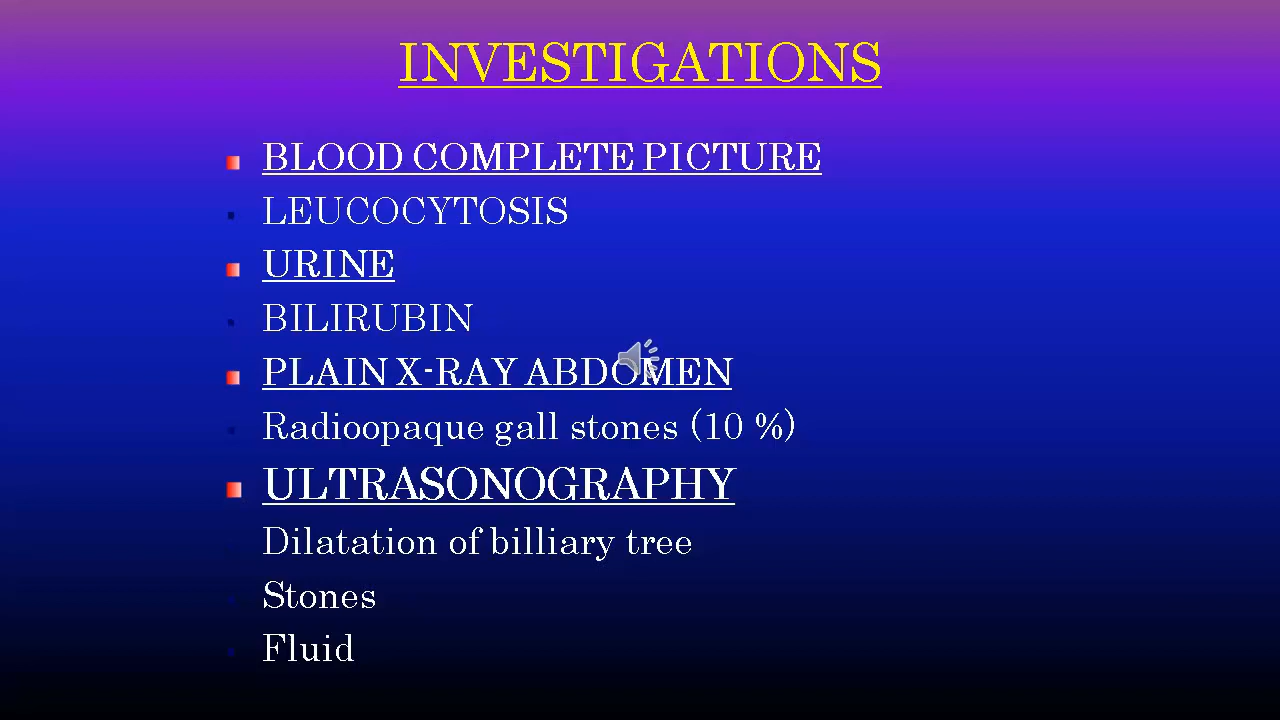 INVESTIGATIONS
BLOOD COMPLETE PICTURE
LEUCOCYTOSIS
URINE
BILIRUBIN
PLAIN X-RAY ABDOMEN
Radioopaque gall stones (10 %)
ULTRASONOGRAPHY
Dilatation of billiary tree
Stones
Fluid